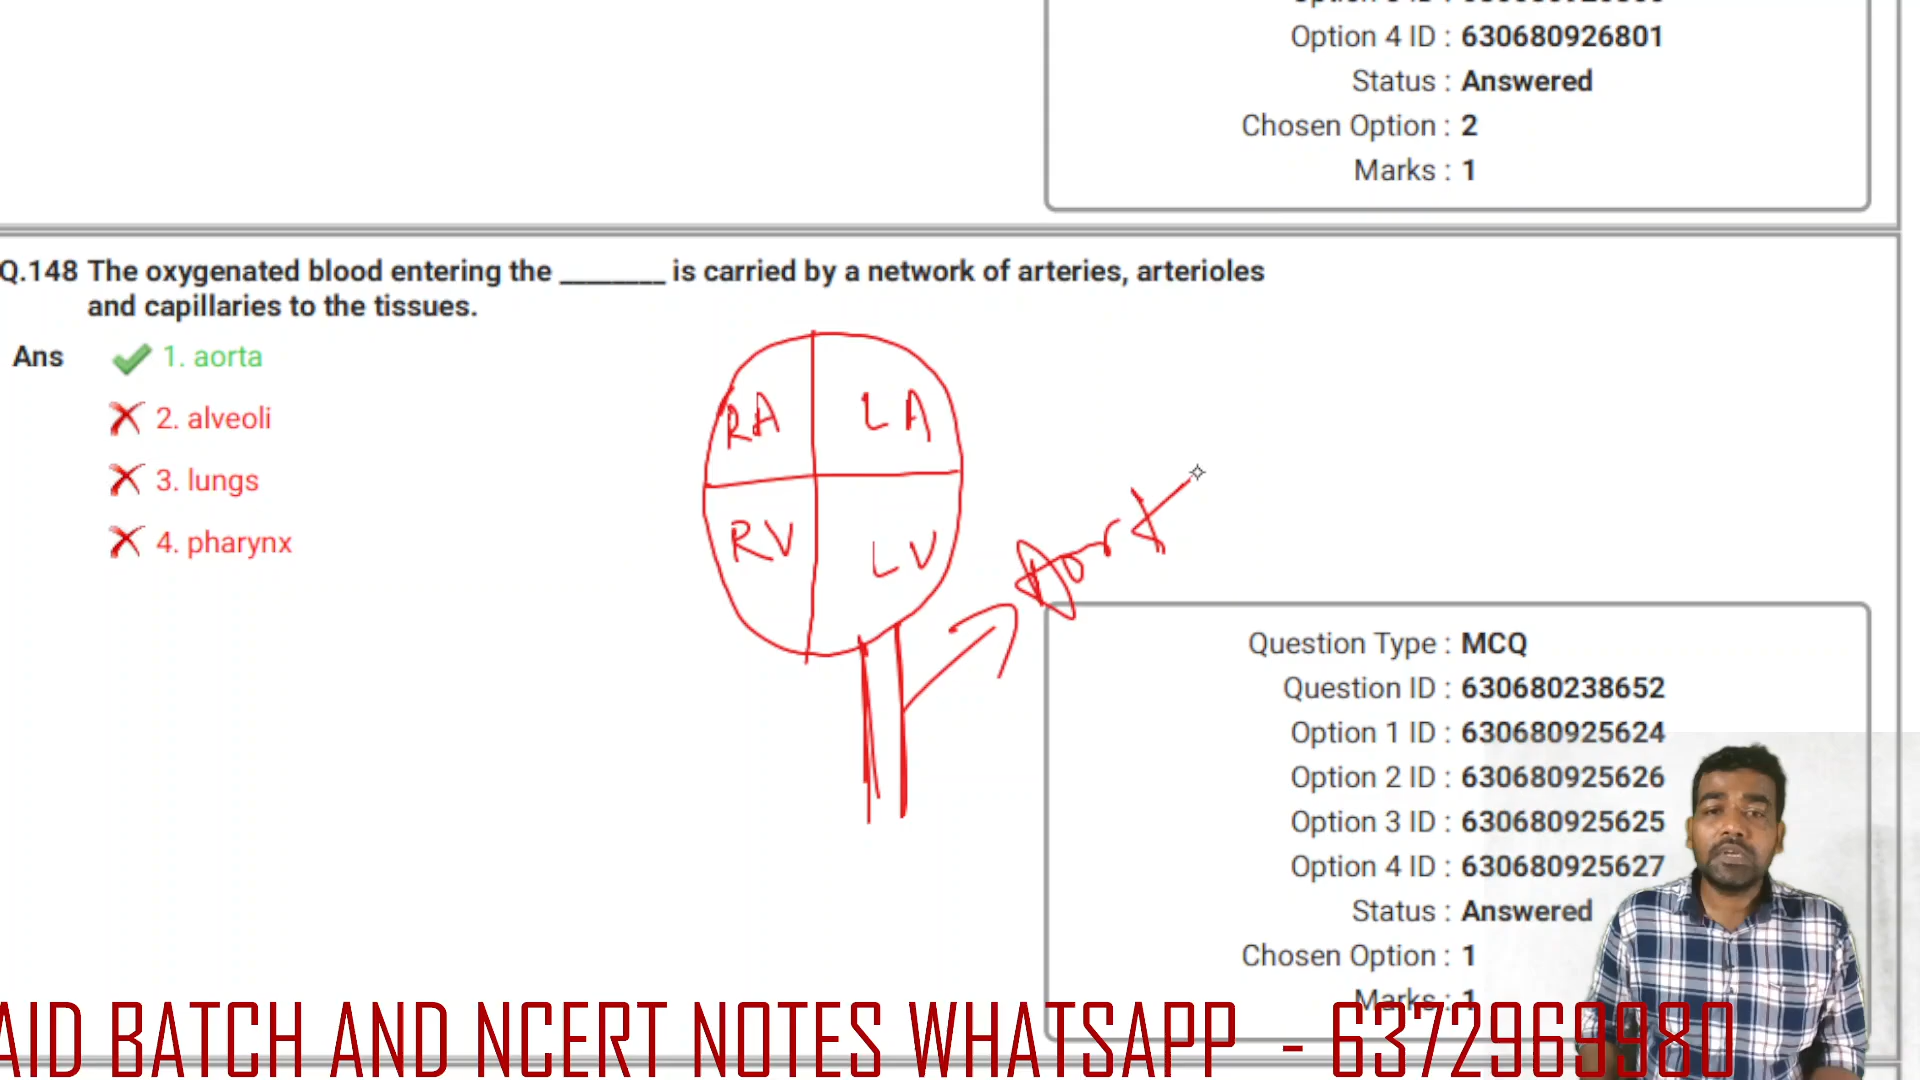 Option 4 ID : 630680926801
Status : Answered
Chosen Option : 2
Marks : 1
Q.148 The oxygenated blood entering the ________ is carried by a network of arteries, arterioles
and capillaries to the tissues.
Ans 1. aorta
2. alveoli
3. lungs
4. pharynx
RA LA
RV LV
Aort
Question Type : MCQ
Question ID : 630680238652
Option 1 ID : 630680925624
Option 2 ID : 630680925626
Option 3 ID : 630680925625
Option 4 ID : 630680925627
Status : Answered
Chosen Option : 1
Marks : 1
AID BATCH AND NCERT NOTES WHATSAPP - 6372969980